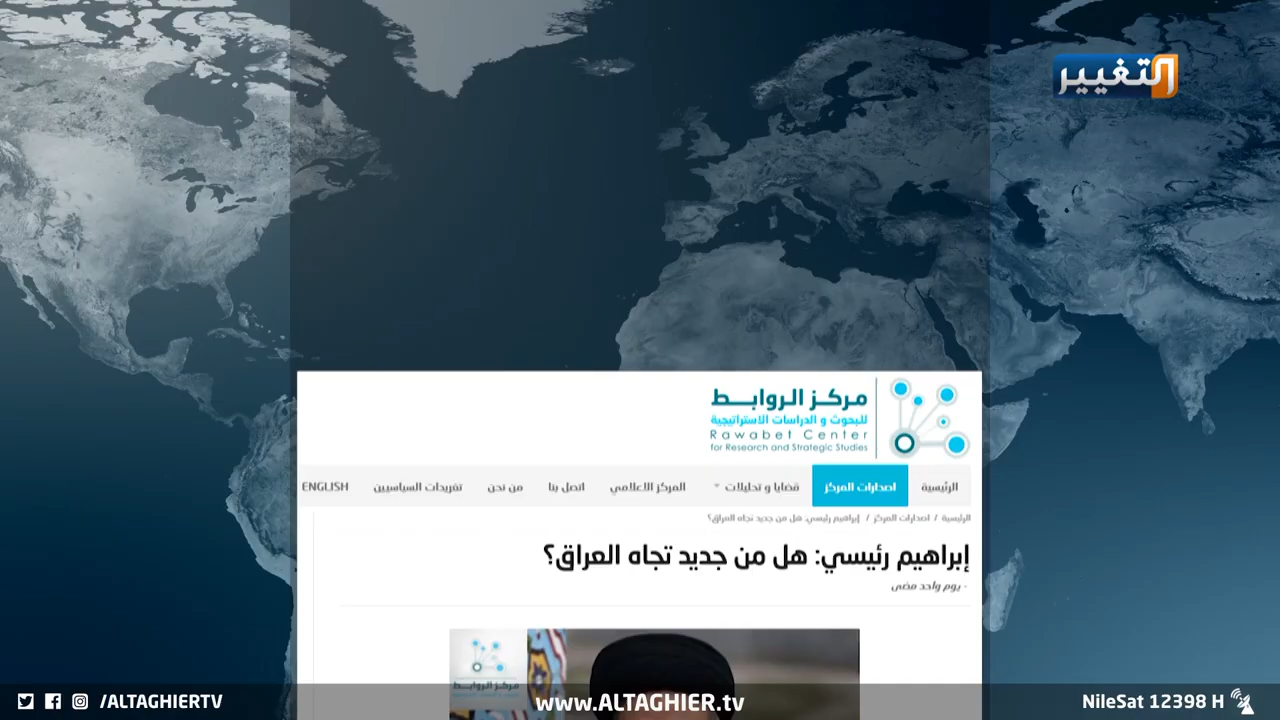 التغيير
مركز الروابط
للبحوث و الدراسات الاستراتيجية
Rawabet Center
for Research and Strategic Studies
الرئيسية اصدارات المركز قضايا و تحليلات المركز الاعلامي اتصل بنا من نحن تغريدات السياسيين ENGLISH
الرئيسية / اصدارات المركز / إبراهيم رئيسي: هل من جديد تجاه العراق؟
إبراهيم رئيسي: هل من جديد تجاه العراق؟
- يوم واحد مضى
مركز الروابط
/ALTAGHIERTV www.ALTAGHIER.tv NileSat 12398 H